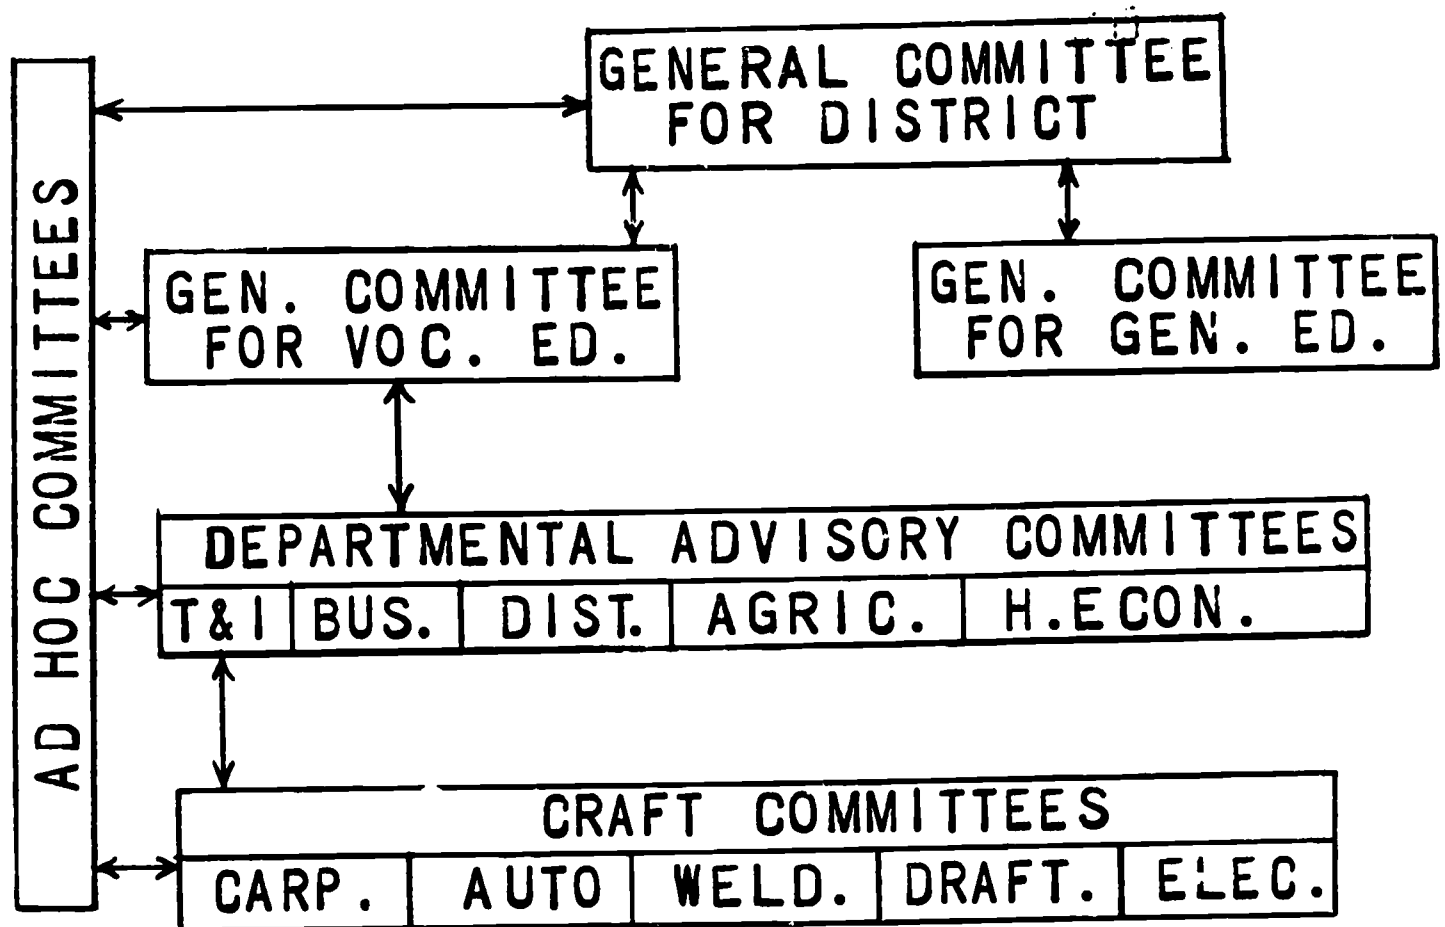 AD HOC COMMITTEES
GENERAL COMMITTEE
FOR DISTRICT
GEN. COMMITTEE
FOR VOC. ED.
GEN. COMMITTEE
FOR GEN. ED.
DEPARTMENTAL ADVISORY COMMITTEES
T&I BUS. DIST. AGRIC. H.ECON.
CRAFT COMMITTEES
CARP. AUTO WELD. DRAFT. ELEC.